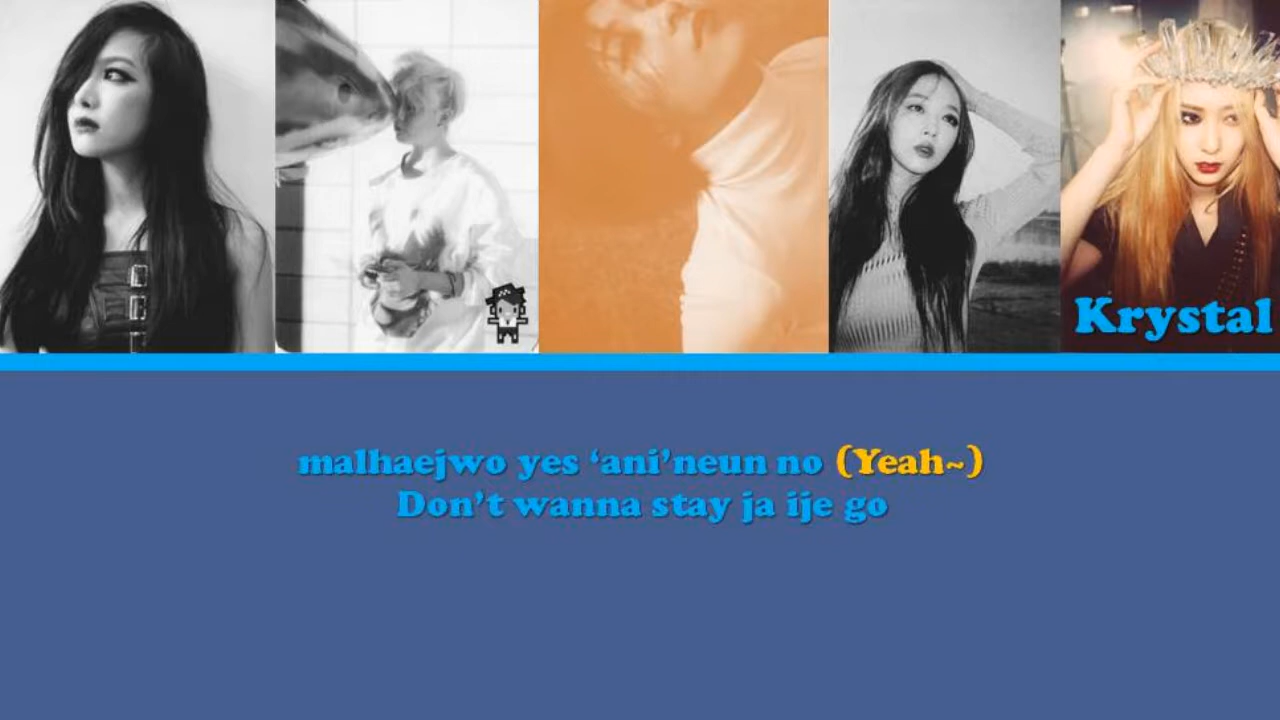 Krystal
malhaejwo yes ‘ani’neun no (Yeah~)
Don’t wanna stay ja ije go